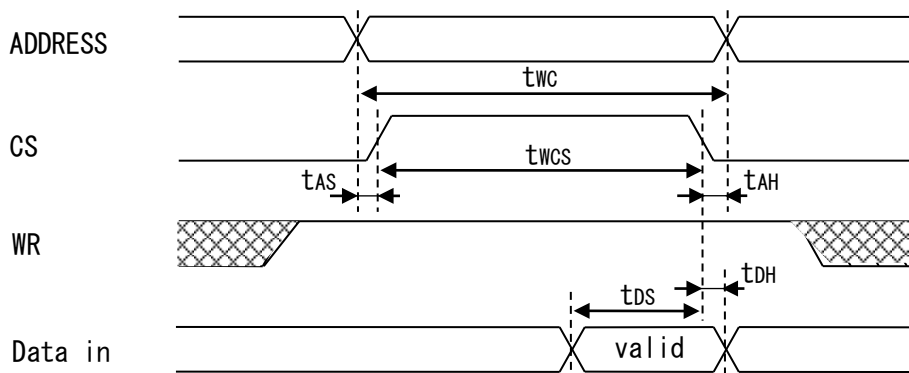 ADDRESS
tWC
CS
tWCS
tAS
tAH
WR
tDH
tDS
Data in
valid